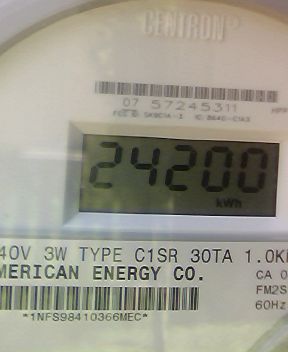 CENTRON®
07 57245311
24200
kWh
40V 3W TYPE C1SR 30TA 1.0K
MERICAN ENERGY CO.
CA 0
FM2S
60Hz
*1NFS98410366MEC*